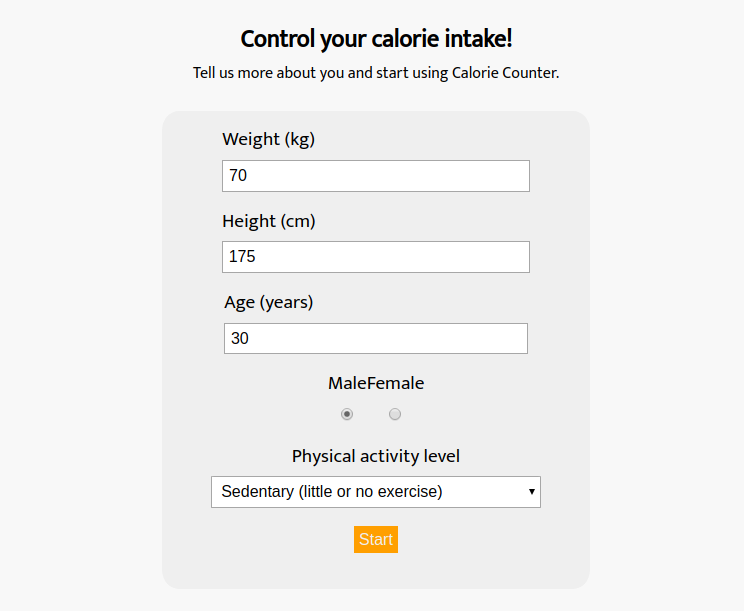 Control your calorie intake!
Tell us more about you and start using Calorie Counter.
Weight (kg)
70
Height (cm)
175
Age (years)
30
MaleFemale
Physical activity level
Sedentary (little or no exercise)
Start